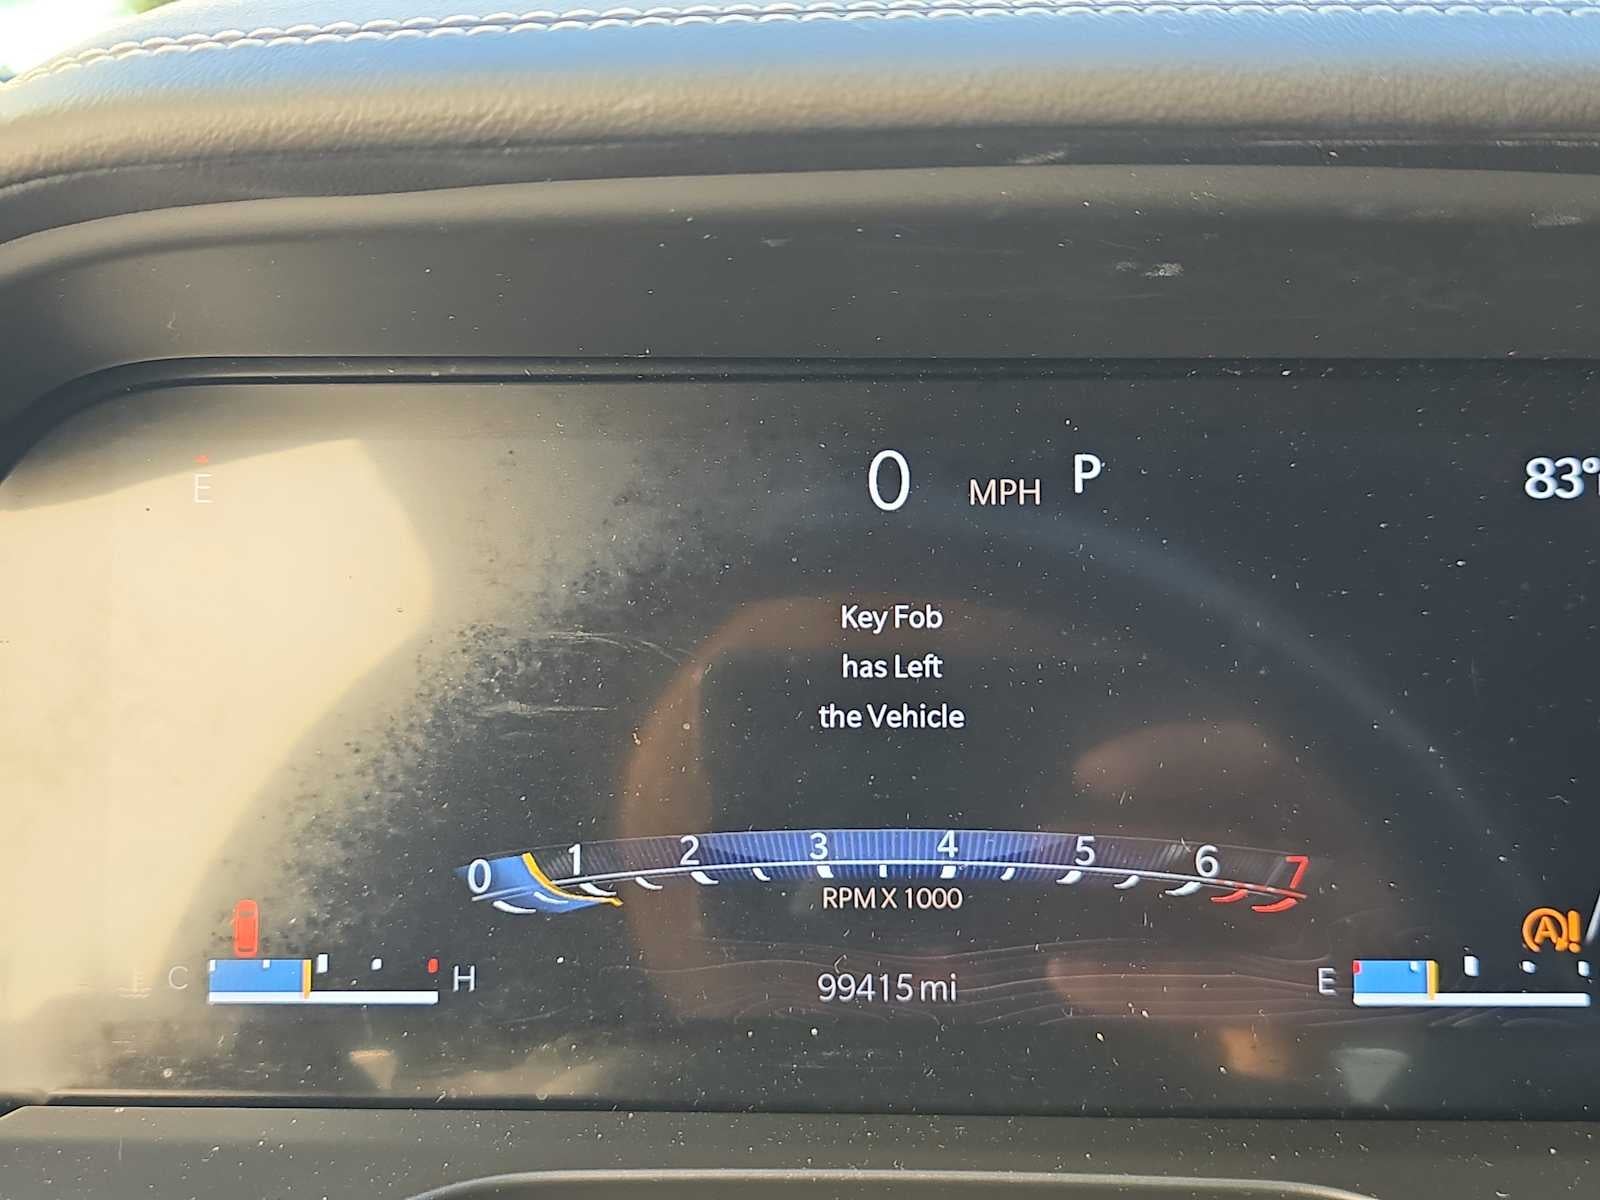 E
0 MPH P 83°
Key Fob
has Left
the Vehicle
0 1 2 3 4 5 6 7
RPM X 1000
A!
C H
99415 mi
E